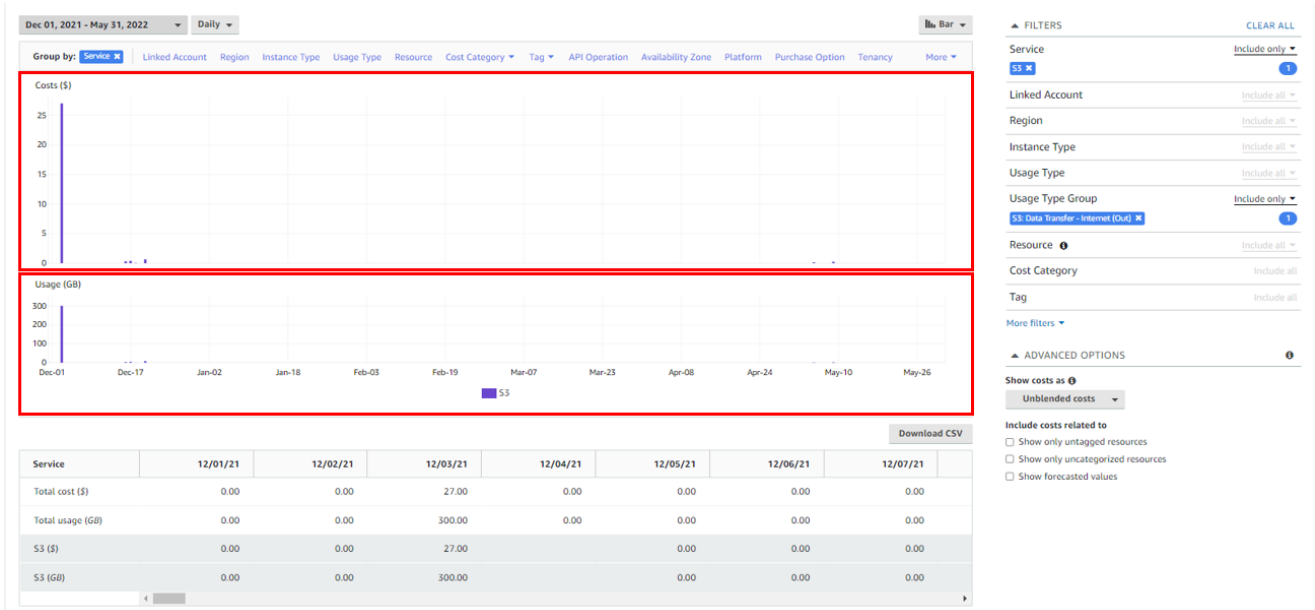 Dec 01, 2021 - May 31, 2022
Daily
Bar
Group by: Service Linked Account Region Instance Type Usage Type Resource Cost Category Tag API Operation Availability Zone Platform Purchase Option Tenancy More
Costs ($)
25
20
15
10
5
0
Usage (GB)
300
200
100
0
Dec-01 Dec-17 Jan-02 Jan-18 Feb-03 Feb-19 Mar-07 Mar-23 Apr-08 Apr-24 May-10 May-26
S3
Download CSV
Service 12/01/21 12/02/21 12/03/21 12/04/21 12/05/21 12/06/21 12/07/21
Total cost ($) 0.00 0.00 27.00 0.00 0.00 0.00 0.00
Total usage (GB) 0.00 0.00 300.00 0.00 0.00 0.00 0.00
S3 ($) 0.00 0.00 27.00 0.00 0.00 0.00
S3 (GB) 0.00 0.00 300.00 0.00 0.00 0.00
FILTERS CLEAR ALL
Service Include only
S3 1
Linked Account Include all
Region Include all
Instance Type Include all
Usage Type Include all
Usage Type Group Include only
S3: Data Transfer - Internet (Out) 1
Resource Include all
Cost Category Include all
Tag Include all
More filters
ADVANCED OPTIONS
Show costs as
Unblended costs
Include costs related to
Show only untagged resources
Show only uncategorized resources
Show forecasted values